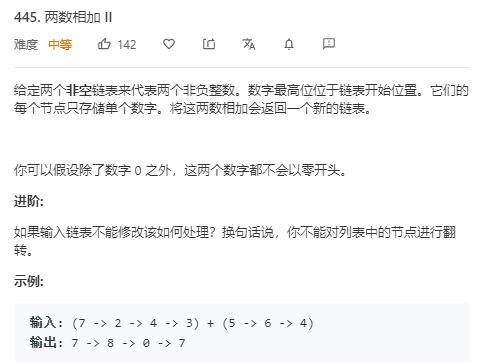 445. 两数相加 II
难度 中等 142
给定两个非空链表来代表两个非负整数。数字最高位位于链表开始位置。它们的
每个节点只存储单个数字。将这两数相加会返回一个新的链表。
你可以假设除了数字 0 之外，这两个数字都不会以零开头。
进阶:
如果输入链表不能修改该如何处理？换句话说，你不能对列表中的节点进行翻
转。
示例:
输入: (7 -> 2 -> 4 -> 3) + (5 -> 6 -> 4)
输出: 7 -> 8 -> 0 -> 7